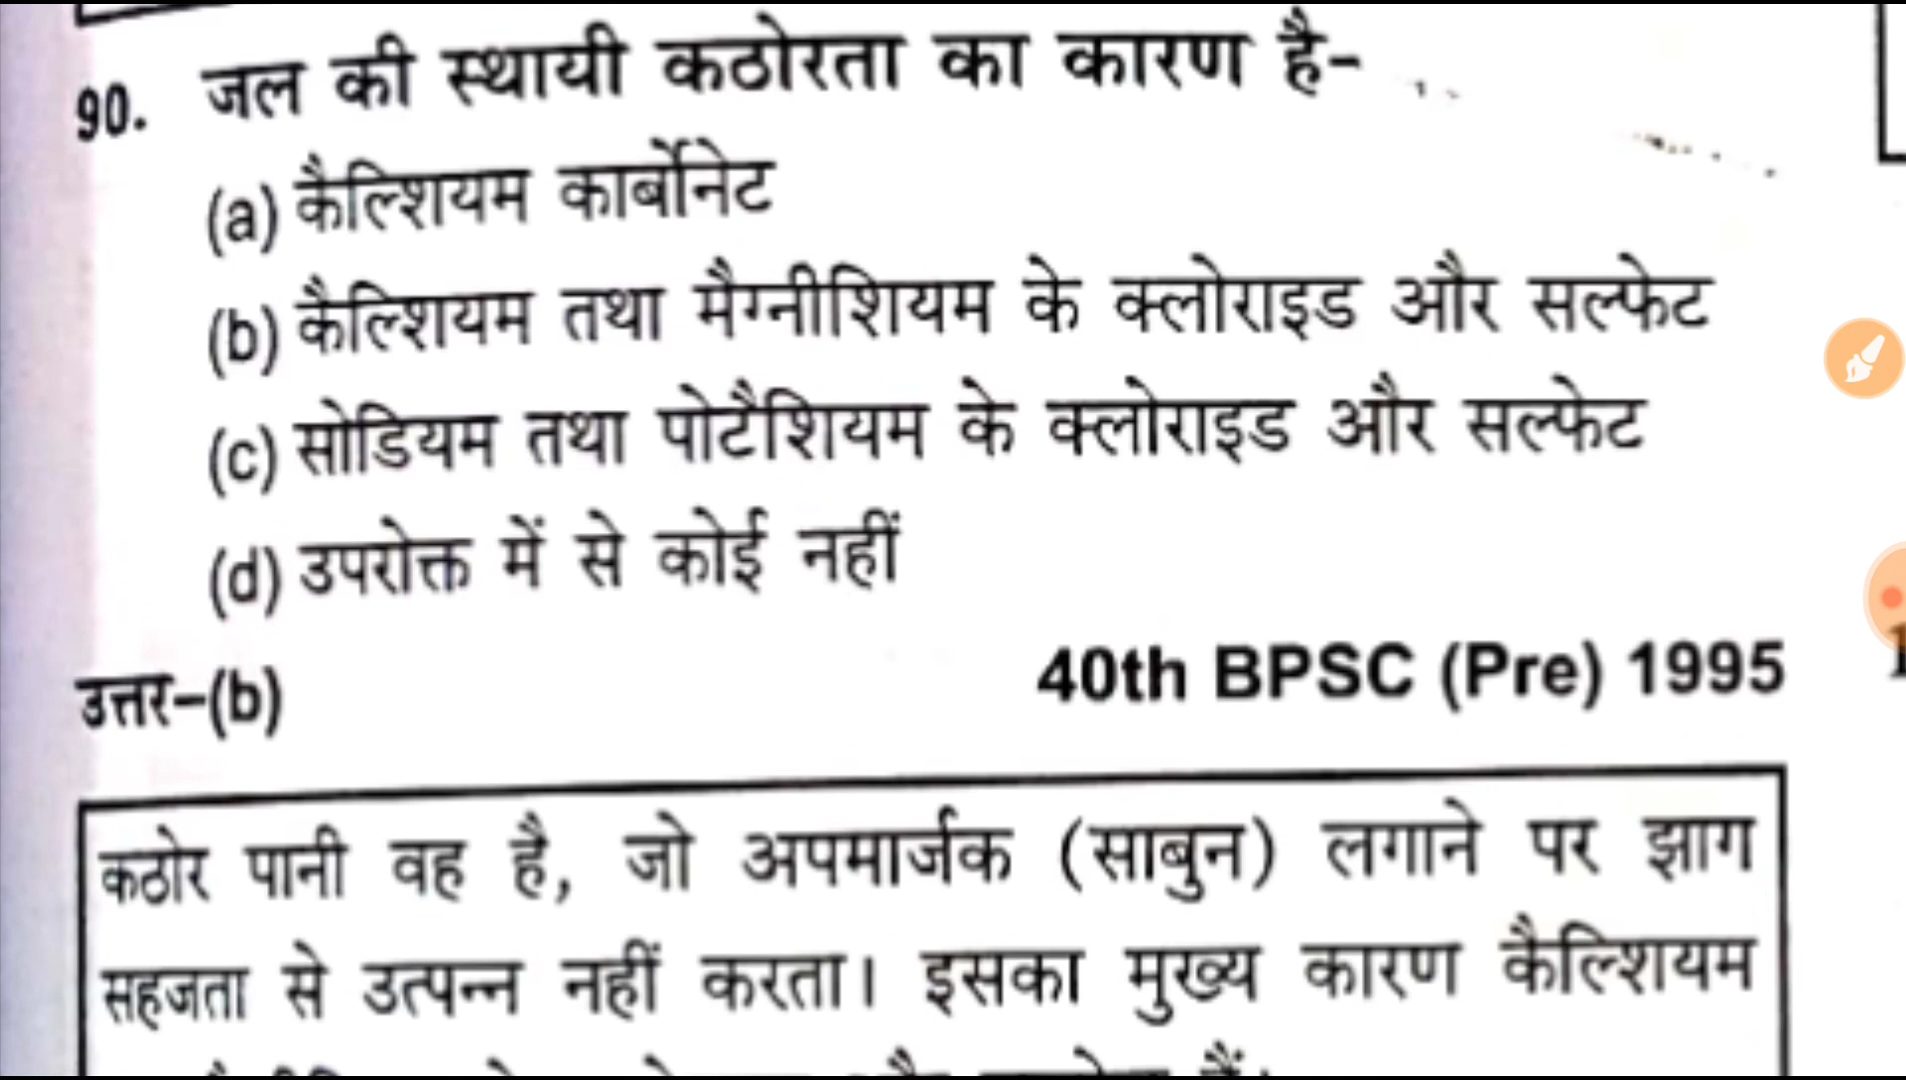 90. जल की स्थायी कठोरता का कारण है-
(a) कैल्शियम कार्बोनेट
(b) कैल्शियम तथा मैग्नीशियम के क्लोराइड और सल्फेट
(c) सोडियम तथा पोटैशियम के क्लोराइड और सल्फेट
(d) उपरोक्त में से कोई नहीं
उत्तर-(b) 40th BPSC (Pre) 1995
कठोर पानी वह है, जो अपमार्जक (साबुन) लगाने पर झाग
सहजता से उत्पन्न नहीं करता। इसका मुख्य कारण कैल्शियम